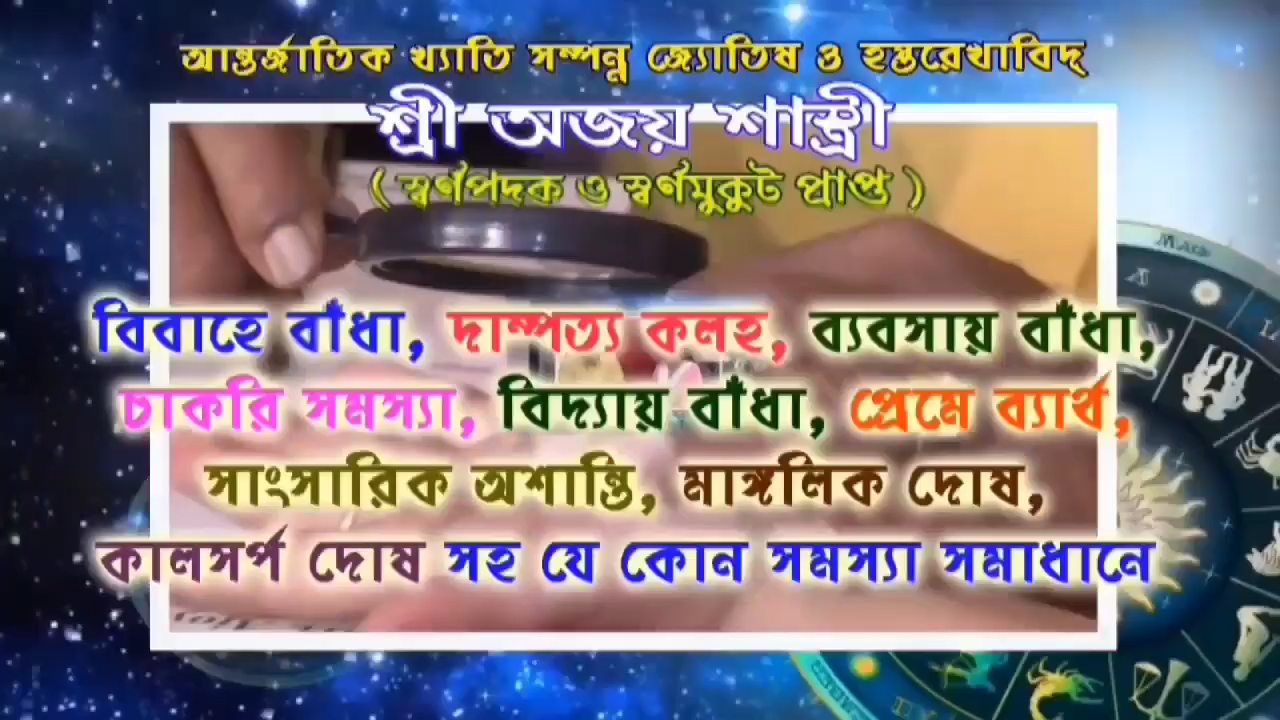 আন্তর্জাতিক খ্যাতি সম্পন্ন জ্যোতিষ ও হস্তরেখাবিদ্
শ্রী অজয় শাস্ত্রী
( স্বর্ণপদক ও স্বর্ণমুকুট প্রাপ্ত )
বিবাহে বাঁধা, দাম্পত্য কলহ, ব্যবসায় বাঁধা,
চাকরি সমস্যা, বিদ্যায় বাঁধা, প্রেমে ব্যার্থ,
সাংসারিক অশান্তি, মাঙ্গলিক দোষ,
কালসর্প দোষ সহ যে কোন সমস্যা সমাধানে